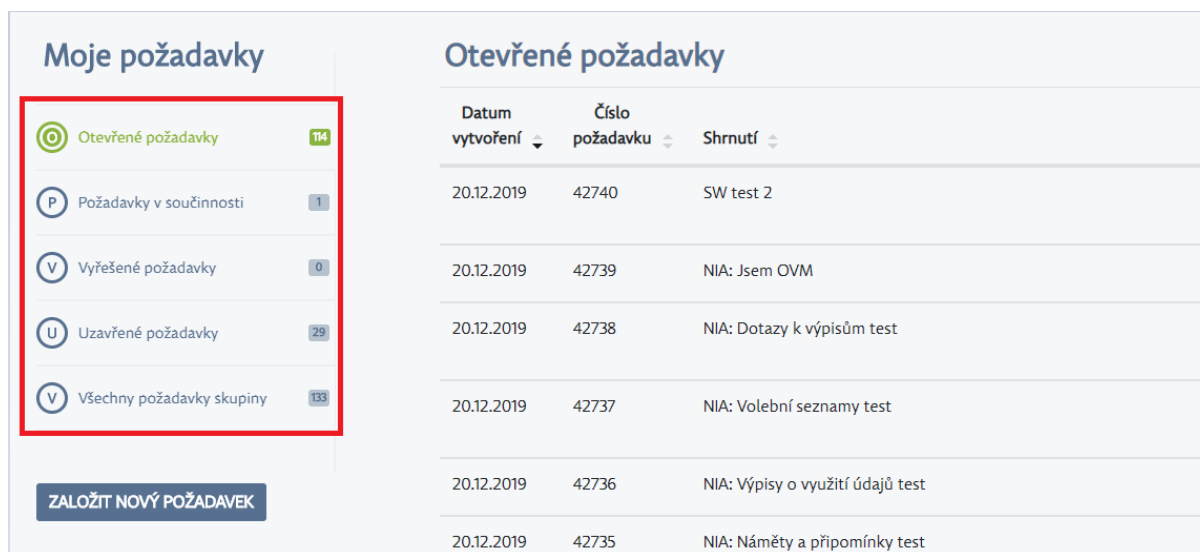 Moje požadavky
O Otevřené požadavky 114
P Požadavky v součinnosti 1
V Vyřešené požadavky 0
U Uzavřené požadavky 29
V Všechny požadavky skupiny 133
ZALOŽIT NOVÝ POŽADAVEK
Otevřené požadavky
Datum vytvoření Číslo požadavku Shrnutí
20.12.2019 42740 SW test 2
20.12.2019 42739 NIA: Jsem OVM
20.12.2019 42738 NIA: Dotazy k výpisům test
20.12.2019 42737 NIA: Volební seznamy test
20.12.2019 42736 NIA: Výpisy o využití údajů test
20.12.2019 42735 NIA: Náměty a připomínky test